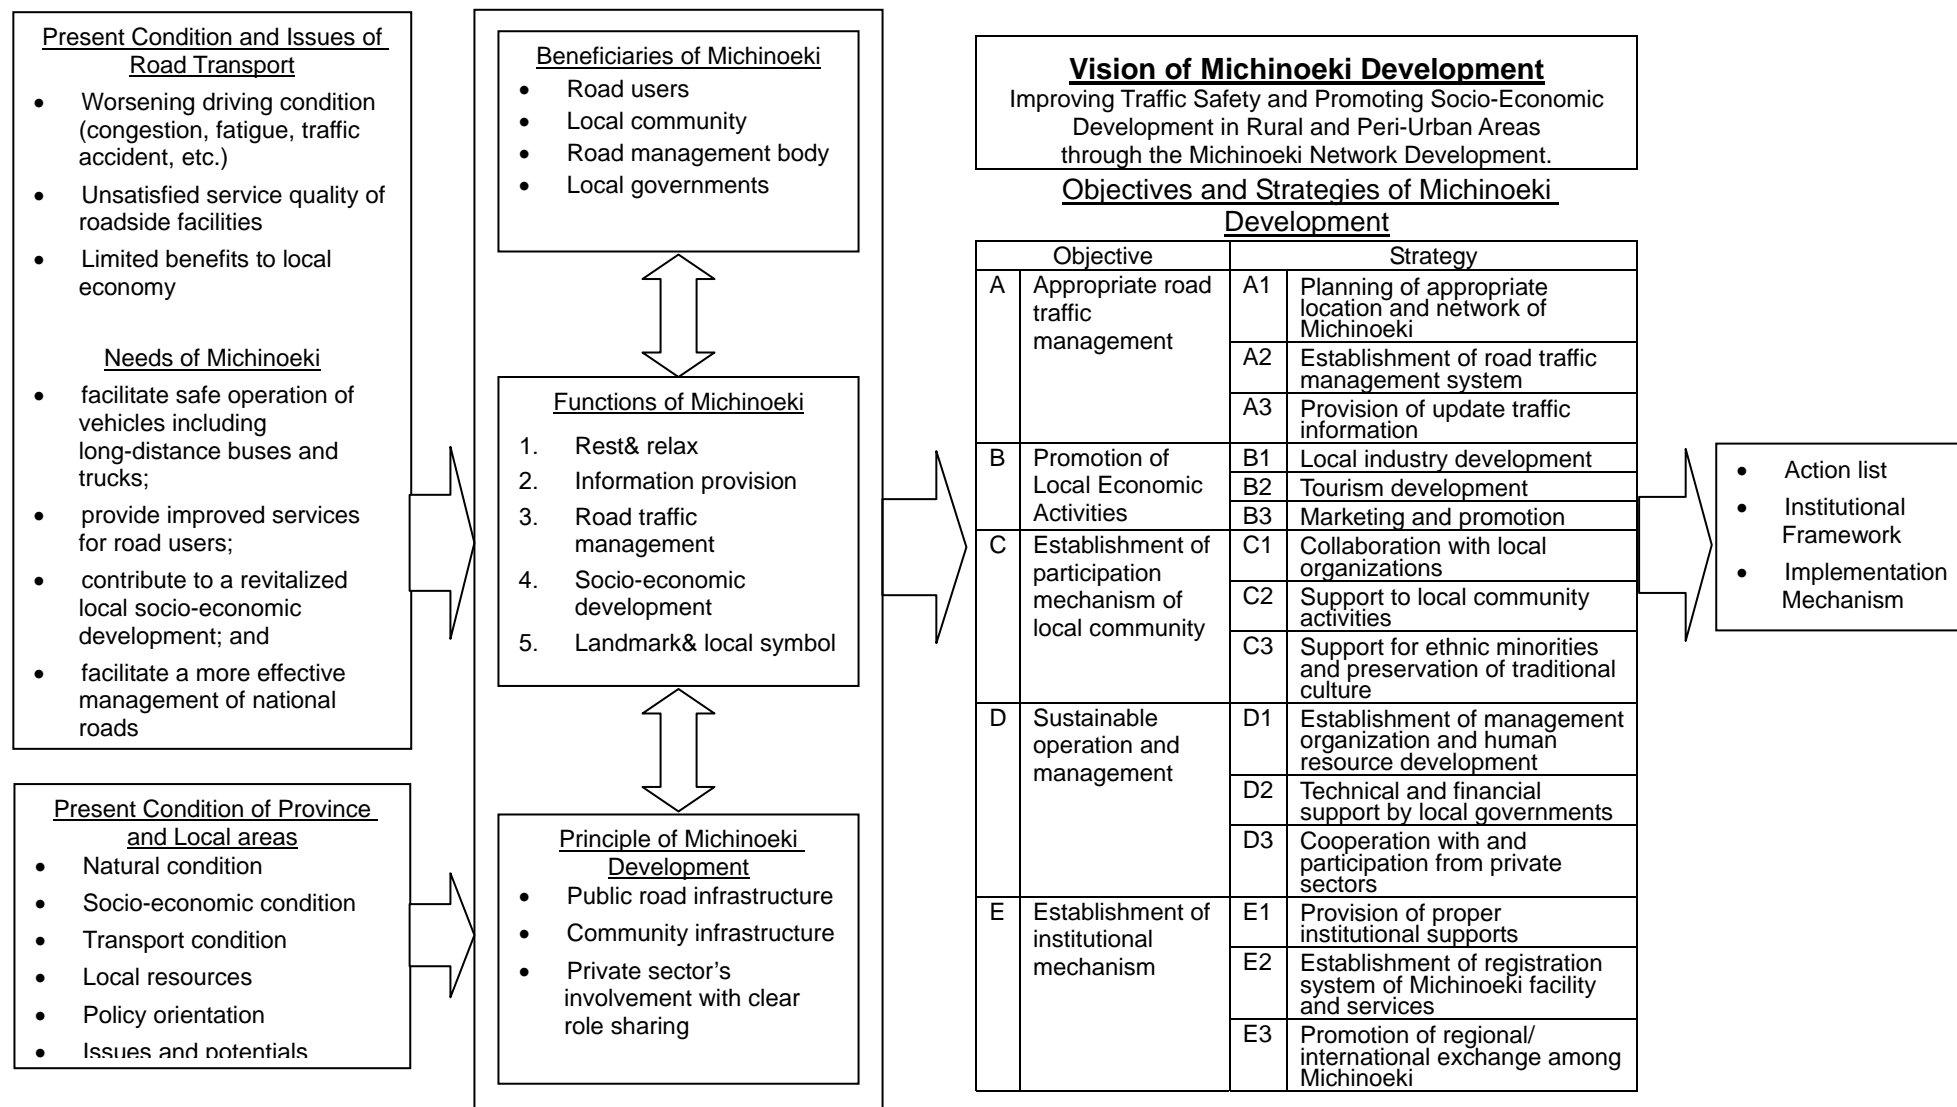 Present Condition and Issues of
Road Transport
• Worsening driving condition
(congestion, fatigue, traffic
accident, etc.)
• Unsatisfied service quality of
roadside facilities
• Limited benefits to local
economy
Needs of Michinoeki
• facilitate safe operation of
vehicles including
long-distance buses and
trucks;
• provide improved services
for road users;
• contribute to a revitalized
local socio-economic
development; and
• facilitate a more effective
management of national
roads
Present Condition of Province
and Local areas
• Natural condition
• Socio-economic condition
• Transport condition
• Local resources
• Policy orientation
• Issues and potentials
Beneficiaries of Michinoeki
• Road users
• Local community
• Road management body
• Local governments
Functions of Michinoeki
1. Rest& relax
2. Information provision
3. Road traffic
management
4. Socio-economic
development
5. Landmark& local symbol
Principle of Michinoeki
Development
• Public road infrastructure
• Community infrastructure
• Private sector’s
involvement with clear
role sharing
Vision of Michinoeki Development
Improving Traffic Safety and Promoting Socio-Economic
Development in Rural and Peri-Urban Areas
through the Michinoeki Network Development.
Objectives and Strategies of Michinoeki
Development
Objective Strategy
A Appropriate road
traffic
management
A1 Planning of appropriate
location and network of
Michinoeki
A2 Establishment of road traffic
management system
A3 Provision of update traffic
information
B Promotion of
Local Economic
Activities
B1 Local industry development
B2 Tourism development
B3 Marketing and promotion
C Establishment of
participation
mechanism of
local community
C1 Collaboration with local
organizations
C2 Support to local community
activities
C3 Support for ethnic minorities
and preservation of traditional
culture
D Sustainable
operation and
management
D1 Establishment of management
organization and human
resource development
D2 Technical and financial
support by local governments
D3 Cooperation with and
participation from private
sectors
E Establishment of
institutional
mechanism
E1 Provision of proper
institutional supports
E2 Establishment of registration
system of Michinoeki facility
and services
E3 Promotion of regional/
international exchange among
Michinoeki
• Action list
• Institutional
Framework
• Implementation
Mechanism